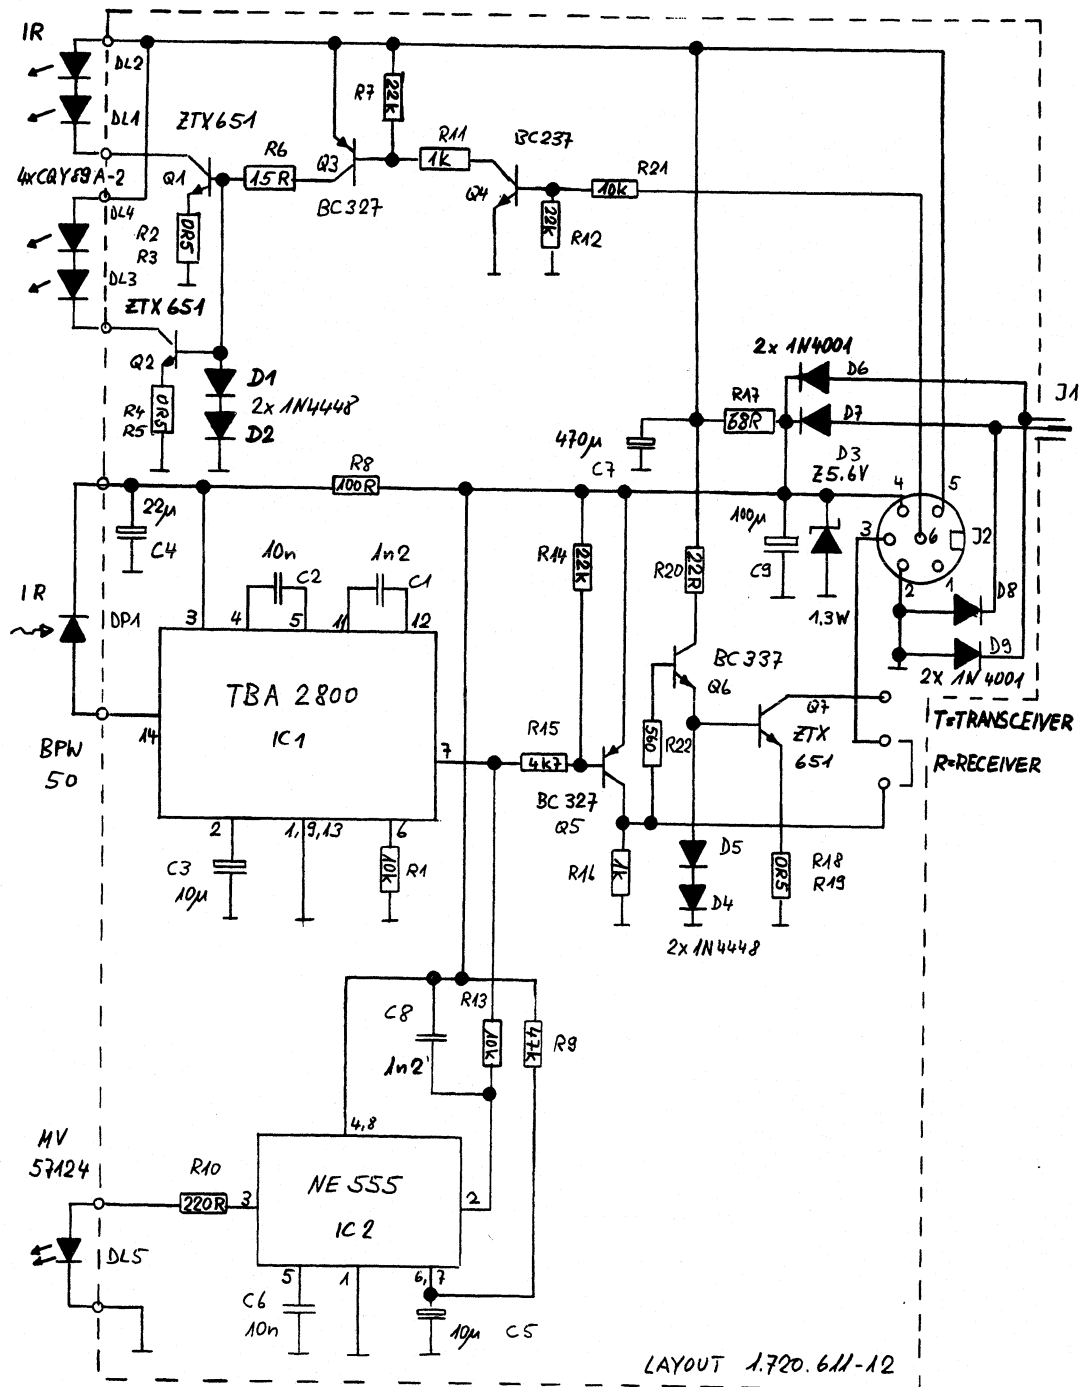 IR
DL2
DL1
4xCQY89A-2
DL4
DL3
ZTX651
Q1
R2
R3
0R5
ZTX651
Q2
R4
R5
0R5
D1
2x 1N4448
D2
R6
15R
Q3
BC327
R7
22k
R11
1k
BC237
Q4
22k
R12
R21
10k
2x 1N4001
D6
D7
R17
68R
J1
470µ
C7
D3
Z5.6V
100µ
C9
1.3W
4
5
3
6
J2
2
1
D8
D9
2x 1N4001
R8
100R
22µ
C4
10n
C2
1n2
C1
IR
DP1
BPW
50
3
4
5
11
12
TBA 2800
IC1
14
7
2
1,9,13
6
C3
10µ
10k
R1
R14
22k
R15
4k7
BC327
Q5
R16
1k
R20
22R
BC337
Q6
560
R22
Q7
ZTX
651
T=TRANSCEIVER
R=RECEIVER
D5
D4
2x 1N4448
0R5
R18
R19
C8
1n2
R13
10k
47k
R9
4,8
NE 555
IC2
3
2
5
1
6,7
MV
57124
R10
220R
DL5
C6
10n
10µ
C5
LAYOUT 1.720.611-12